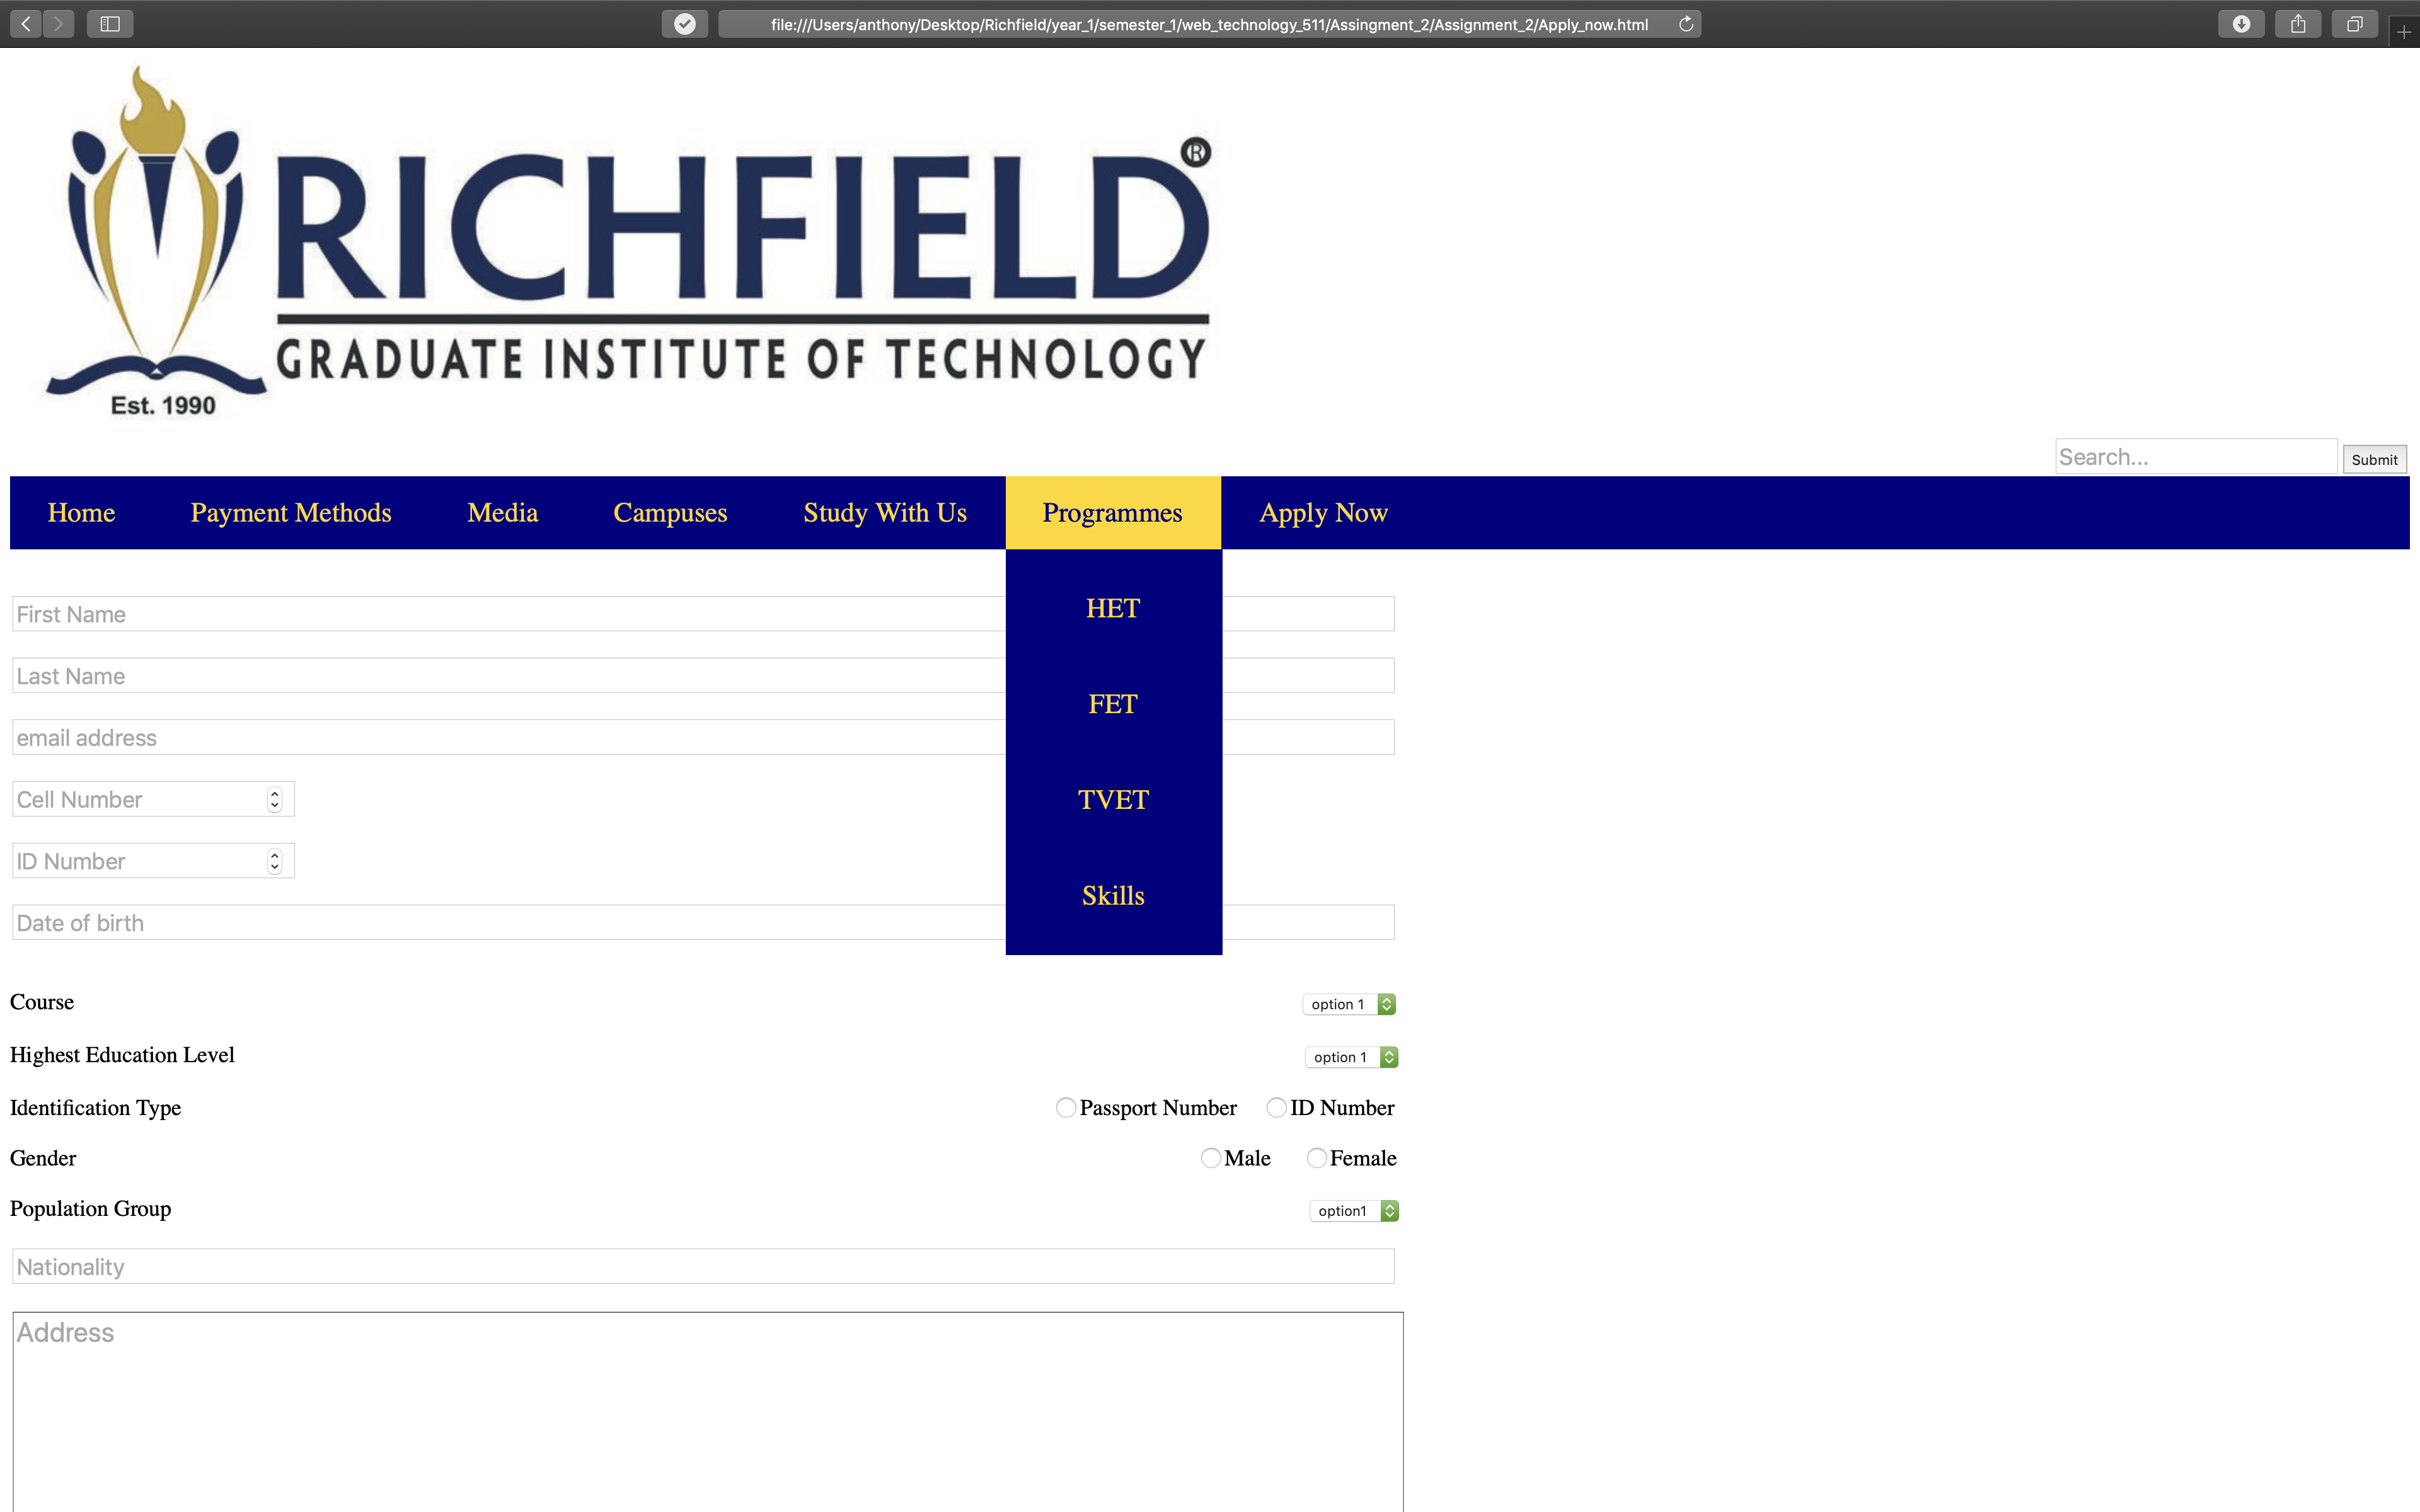 file:///Users/anthony/Desktop/Richfield/year_1/semester_1/web_technology_511/Assingment_2/Assignment_2/Apply_now.html
RICHFIELD®
GRADUATE INSTITUTE OF TECHNOLOGY
Est. 1990
Search... Submit
Home Payment Methods Media Campuses Study With Us Programmes Apply Now
HET
First Name
Last Name
FET
email address
Cell Number
TVET
ID Number
Skills
Date of birth
Course option 1
Highest Education Level option 1
Identification Type Passport Number ID Number
Gender Male Female
Population Group option1
Nationality
Address